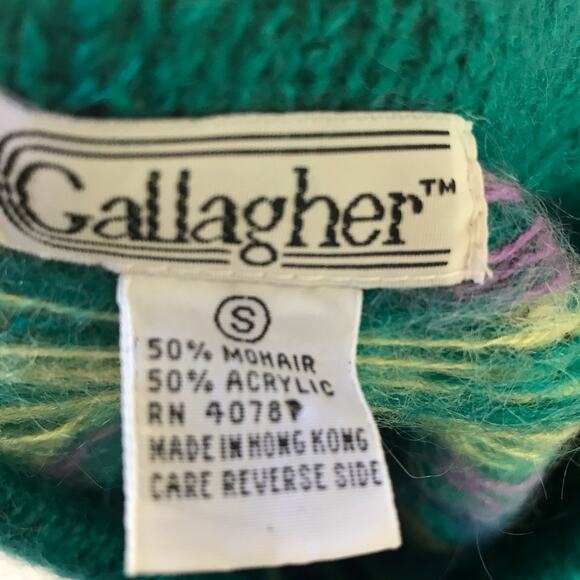 Gallagher™
S
50% MOHAIR
50% ACRYLIC
RN
MADE IN HONG KONG
CARE REVERSE SIDE